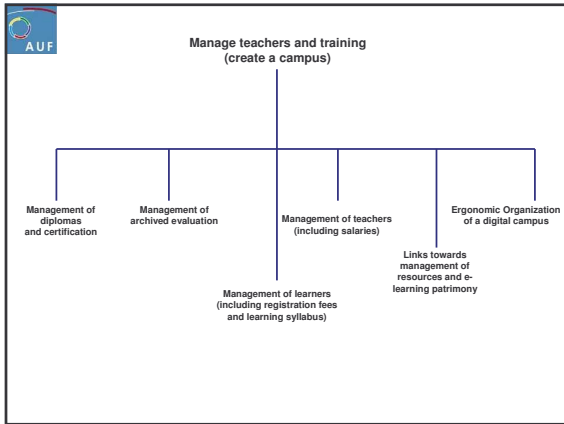 AUF
Manage teachers and training
(create a campus)
Management of
diplomas
and certification
Management of
archived evaluation
Management of learners
(including registration fees
and learning syllabus)
Management of teachers
(including salaries)
Links towards
management of
resources and e-
learning patrimony
Ergonomic Organization
of a digital campus